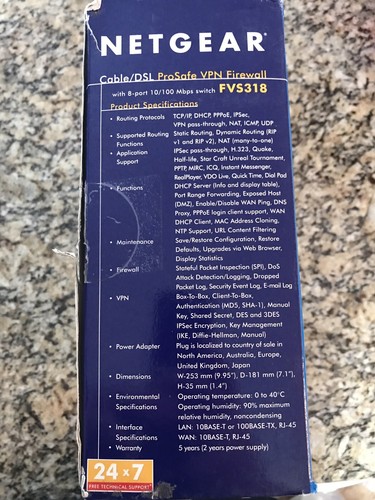 NETGEAR®
Cable/DSL ProSafe VPN Firewall
with 8-port 10/100 Mbps switch FVS318
Product Specifications
• Routing Protocols TCP/IP, DHCP, PPPoE, IPSec,
VPN pass-through, NAT, ICMP, UDP
• Supported Routing Static Routing, Dynamic Routing (RIP
Functions v1 and RIP v2), NAT (many-to-one)
• Application IPSec pass-through, H.323, Quake,
Support Half-life, Star Craft Unreal Tournament,
PPTP, MIRC, ICQ, Instant Messenger,
RealPlayer, VDO Live, Quick Time, Dial Pad
• Functions DHCP Server (Info and display table),
Port Range Forwarding, Exposed Host
(DMZ), Enable/Disable WAN Ping, DNS
Proxy, PPPoE login client support, WAN
DHCP Client, MAC Address Cloning,
NTP Support, URL Content Filtering
• Maintenance Save/Restore Configuration, Restore
Defaults, Upgrades via Web Browser,
Display Statistics
• Firewall Stateful Packet Inspection (SPI), DoS
Attack Detection/Logging, Dropped
Packet Log, Security Event Log, E-mail Log
• VPN Box-To-Box, Client-To-Box,
Authentication (MD5, SHA-1), Manual
Key, Shared Secret, DES and 3DES
IPSec Encryption, Key Management
(IKE, Diffie-Hellman, Manual)
• Power Adapter Plug is localized to country of sale in
North America, Australia, Europe,
United Kingdom, Japan
• Dimensions W-253 mm (9.95"), D-181 mm (7.1"),
H-35 mm (1.4")
• Environmental Operating temperature: 0 to 40°C
Specifications Operating humidity: 90% maximum
relative humidity, noncondensing
• Interface LAN: 10BASE-T or 100BASE-TX, RJ-45
Specifications WAN: 10BASE-T, RJ-45
• Warranty 5 years (2 years power supply)
24 x 7
FREE TECHNICAL SUPPORT*